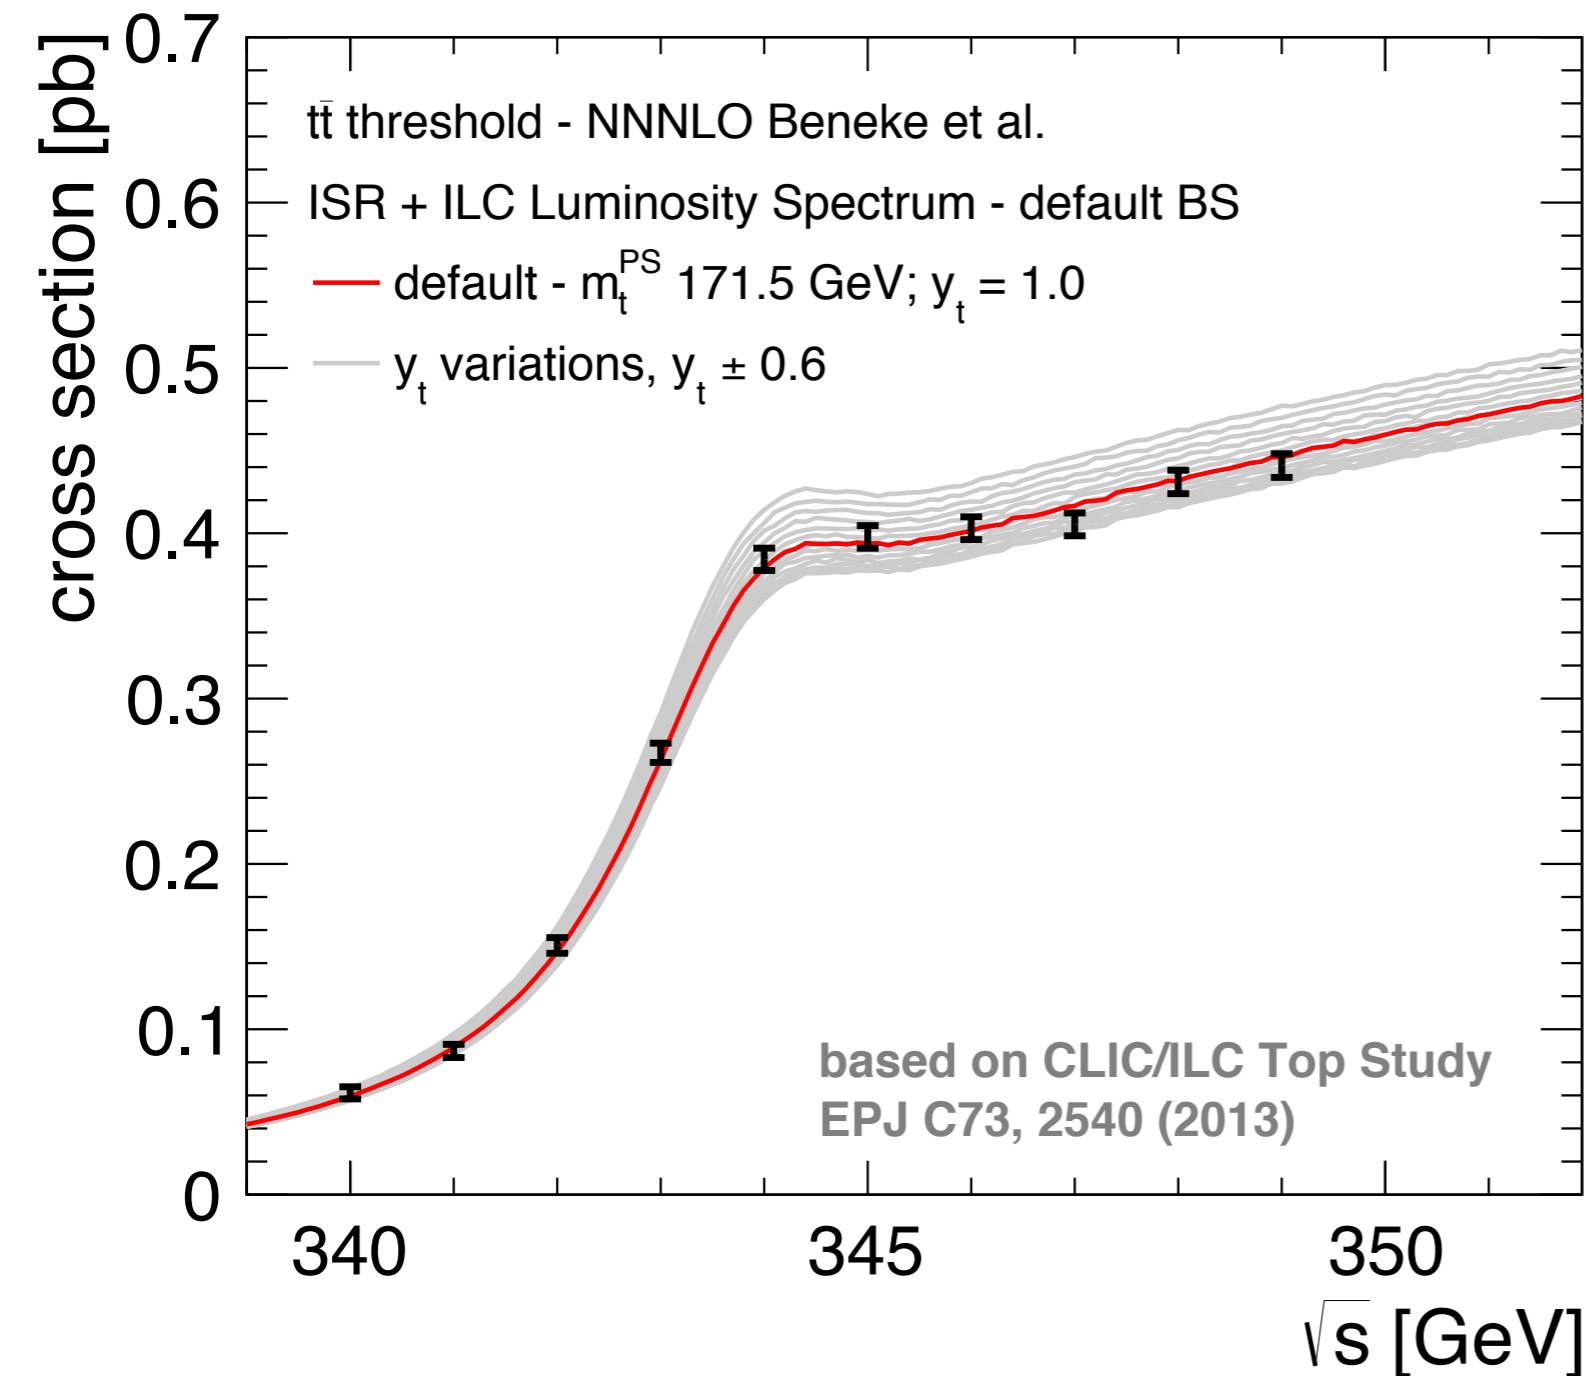 cross section [pb]
0.7
0.6
0.5
0.4
0.3
0.2
0.1
0
tt̄ threshold - NNNLO Beneke et al.
ISR + ILC Luminosity Spectrum - default BS
default - m_t^PS 171.5 GeV; y_t = 1.0
y_t variations, y_t ± 0.6
based on CLIC/ILC Top Study
EPJ C73, 2540 (2013)
340 345 350
√s [GeV]